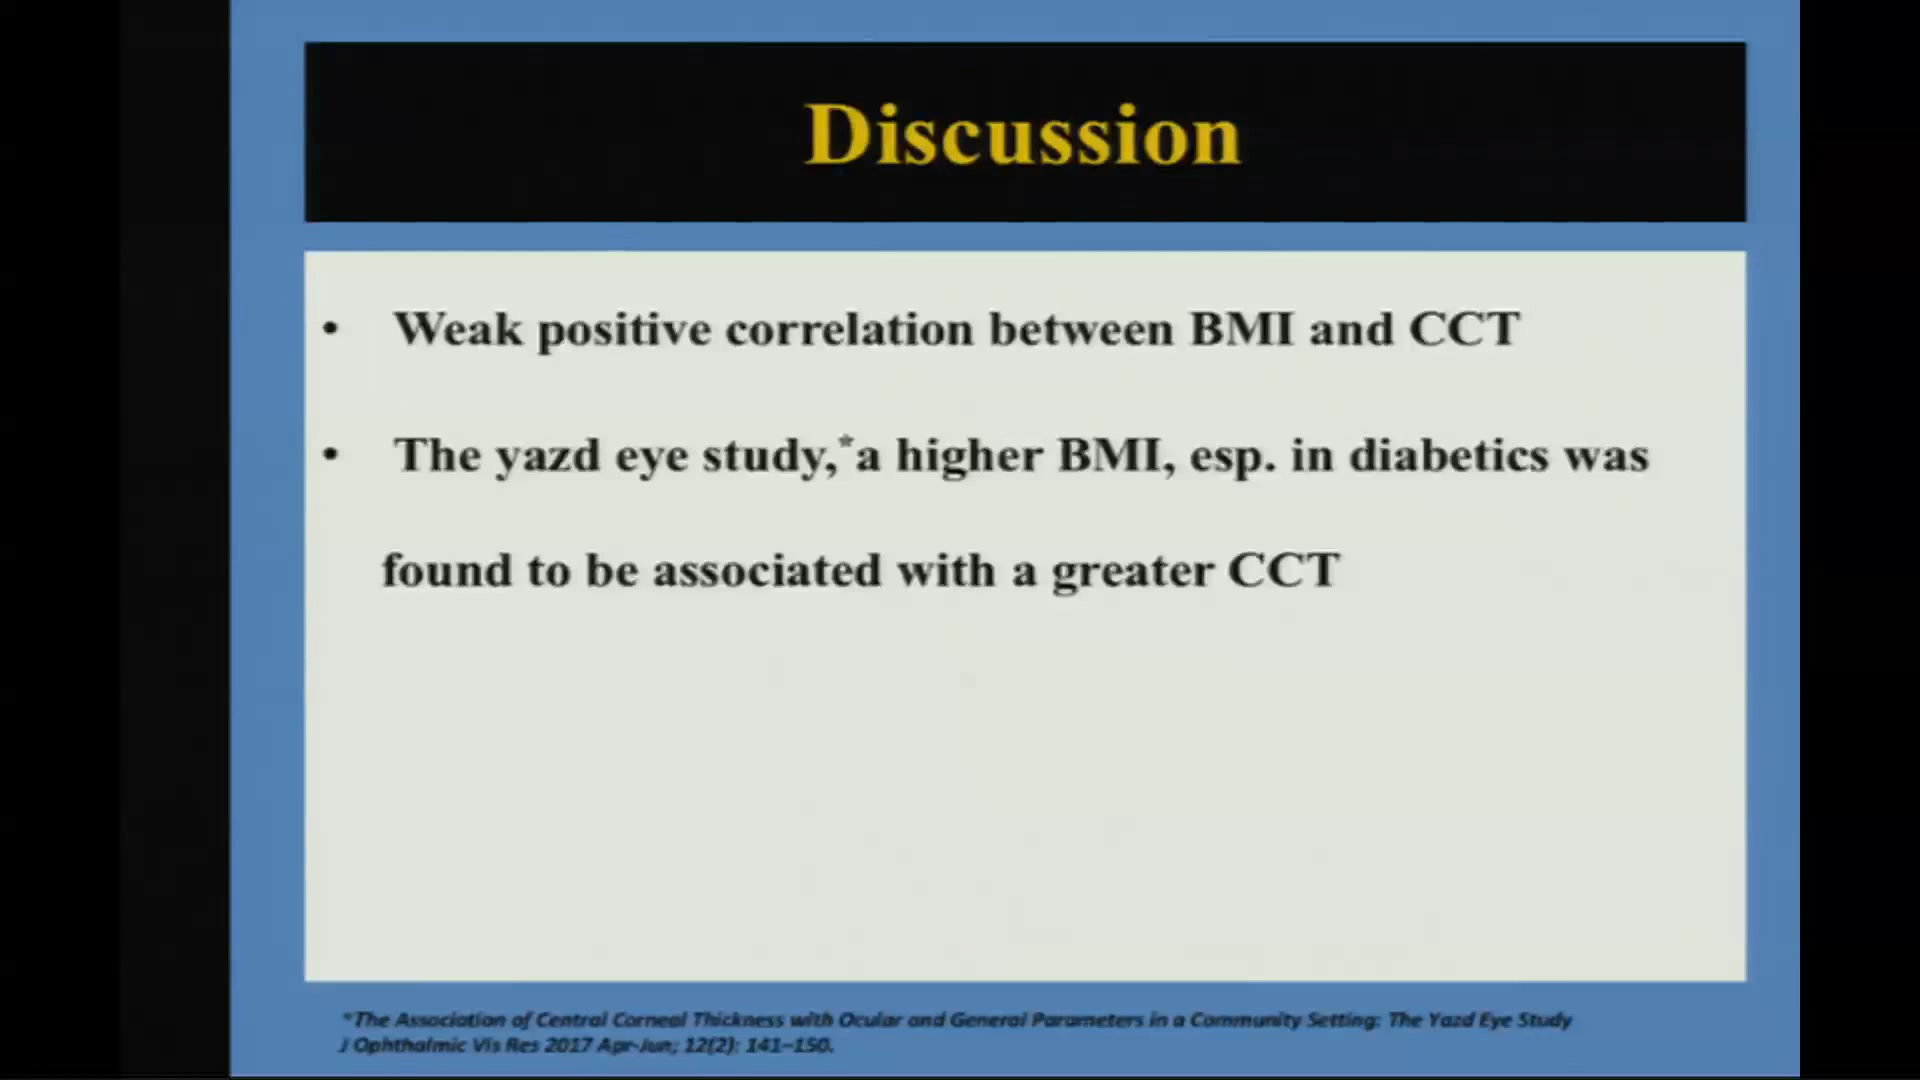 Discussion
• Weak positive correlation between BMI and CCT
• The yazd eye study,*a higher BMI, esp. in diabetics was
found to be associated with a greater CCT
*The Association of Central Corneal Thickness with Ocular and General Parameters in a Community Setting: The Yazd Eye Study
J Ophthalmic Vis Res 2017 Apr-Jun; 12(2): 141–150.